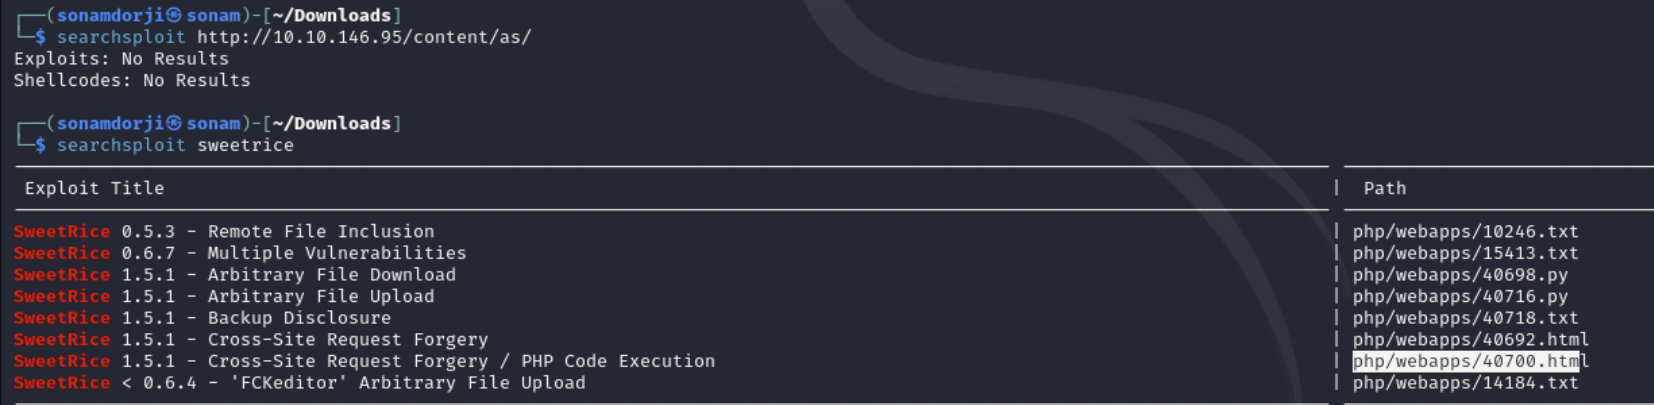 ┌──(sonamdorji㉿sonam)-[~/Downloads]
└─$ searchsploit http://10.10.146.95/content/as/
Exploits: No Results
Shellcodes: No Results
┌──(sonamdorji㉿sonam)-[~/Downloads]
└─$ searchsploit sweetrice
Exploit Title | Path
SweetRice 0.5.3 - Remote File Inclusion | php/webapps/10246.txt
SweetRice 0.6.7 - Multiple Vulnerabilities | php/webapps/15413.txt
SweetRice 1.5.1 - Arbitrary File Download | php/webapps/40698.py
SweetRice 1.5.1 - Arbitrary File Upload | php/webapps/40716.py
SweetRice 1.5.1 - Backup Disclosure | php/webapps/40718.txt
SweetRice 1.5.1 - Cross-Site Request Forgery | php/webapps/40692.html
SweetRice 1.5.1 - Cross-Site Request Forgery / PHP Code Execution | php/webapps/40700.html
SweetRice < 0.6.4 - 'FCKeditor' Arbitrary File Upload | php/webapps/14184.txt